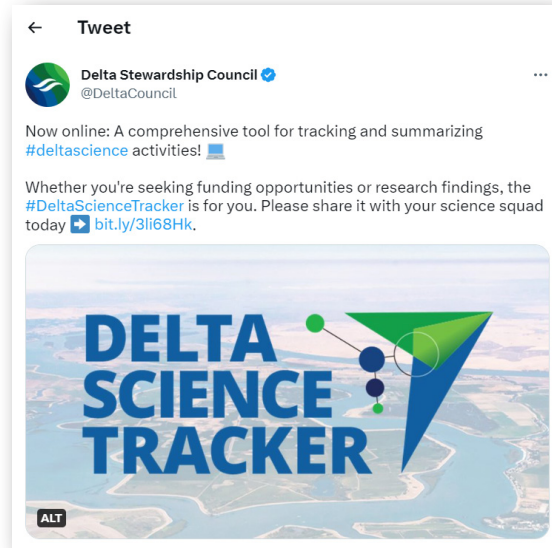 ← Tweet
Delta Stewardship Council
@DeltaCouncil
Now online: A comprehensive tool for tracking and summarizing
#deltascience activities! 💻
Whether you're seeking funding opportunities or research findings, the
#DeltaScienceTracker is for you. Please share it with your science squad
today ➡️ bit.ly/3li68Hk.
DELTA
SCIENCE
TRACKER
ALT